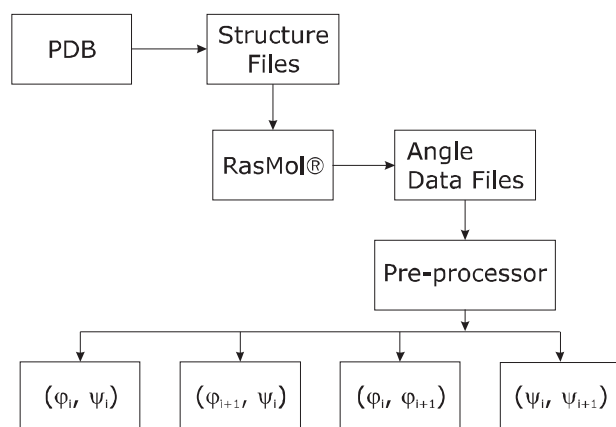 PDB
Structure
Files
RasMol®
Angle
Data Files
Pre-processor
(φᵢ, ψᵢ)
(φᵢ₊₁, ψᵢ)
(φᵢ, φᵢ₊₁)
(ψᵢ, ψᵢ₊₁)